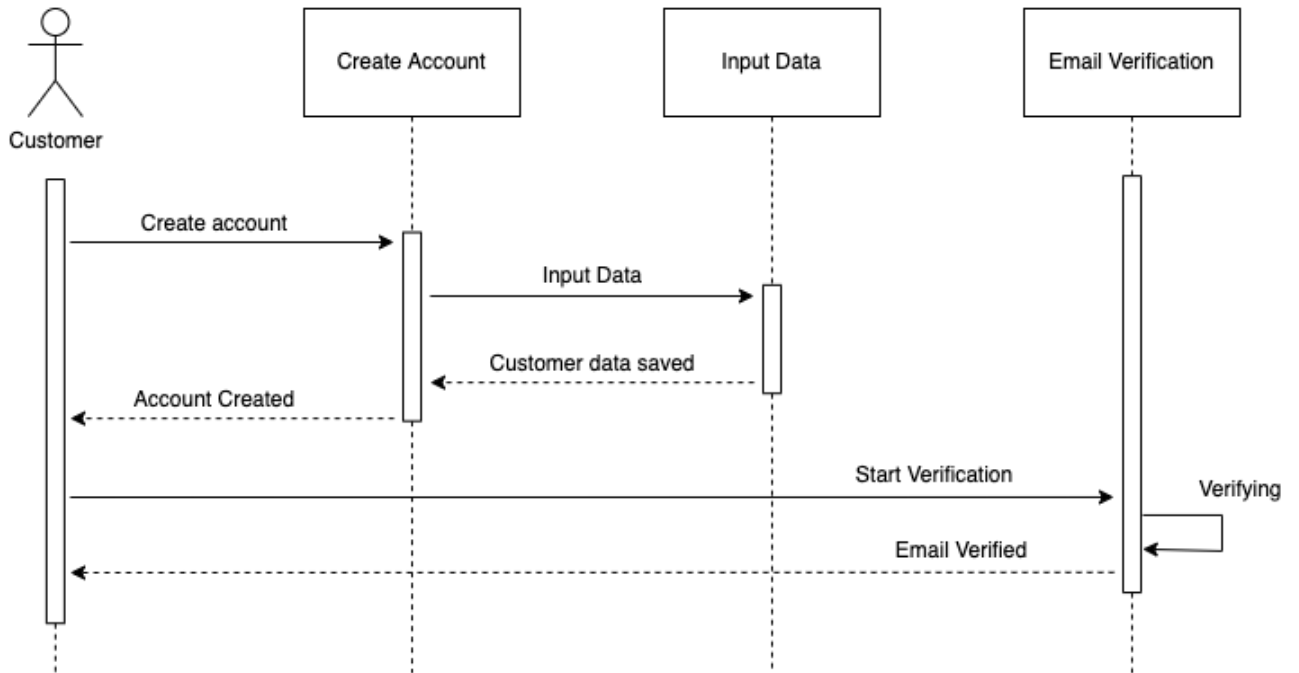 Create Account
Input Data
Email Verification
Customer
Create account
Input Data
Customer data saved
Account Created
Start Verification
Verifying
Email Verified